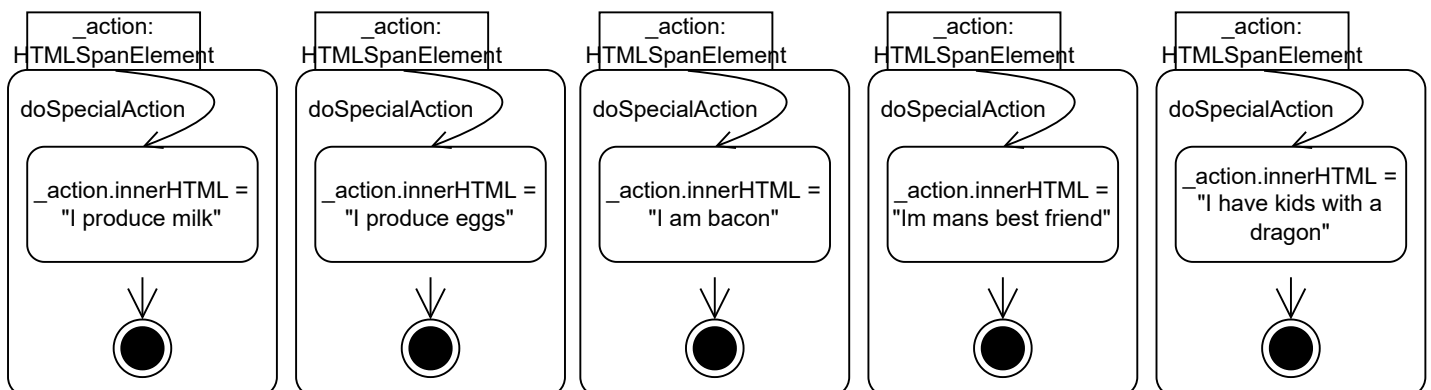 _action:
HTMLSpanElement
doSpecialAction
_action.innerHTML =
"I produce milk"
_action:
HTMLSpanElement
doSpecialAction
_action.innerHTML =
"I produce eggs"
_action:
HTMLSpanElement
doSpecialAction
_action.innerHTML =
"I am bacon"
_action:
HTMLSpanElement
doSpecialAction
_action.innerHTML =
"Im mans best friend"
_action:
HTMLSpanElement
doSpecialAction
_action.innerHTML =
"I have kids with a
dragon"